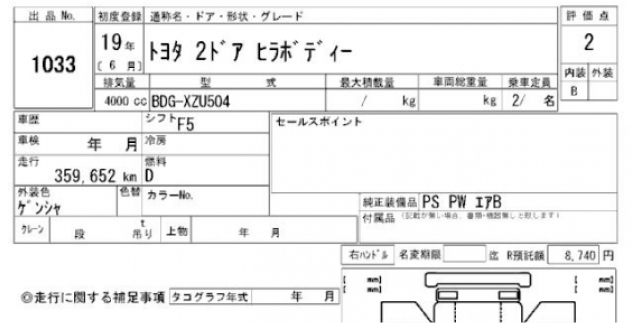 出品No. 初度登録 通称名・ドア・形状・グレード 評価点
1033 19年 (6月) トヨタ 2ドア ヒラボディー 2
排気量 型式 最大積載量 車両総重量 乗車定員 内装 外装
4000 cc BDG-XZU504 / kg kg 2/ 名 B
車歴 シフト F5 セールスポイント
車検 年 月 冷房
走行 359,652 km 燃料 D
外装色 ゲンシャ 色替 カラーNo. 純正装備品 PS PW エアB
付属品 (記載が無い場合、書類・機器無しと致します)
クレーン 段 t吊り 上物 年 月
右ハンドル 名変期限 迄 R預託額 8,740 円
◎走行に関する補足事項 タコグラフ年式 年 月
[ mm] [ mm]
[ mm] [ mm]